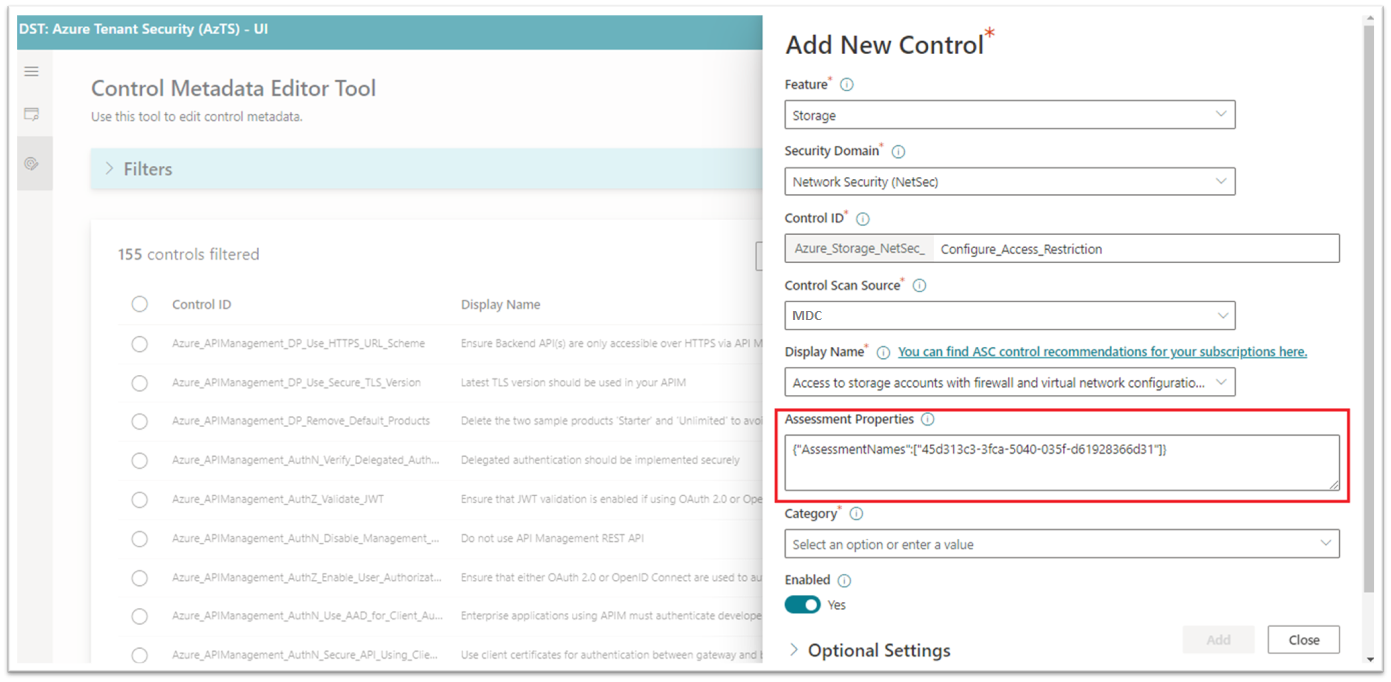 DST: Azure Tenant Security (AzTS) - UI
Control Metadata Editor Tool
Use this tool to edit control metadata.
Filters
155 controls filtered
Control ID Display Name
Azure_APIManagement_DP_Use_HTTPS_URL_Scheme Ensure Backend API(s) are only accessible over HTTPS via API M
Azure_APIManagement_DP_Use_Secure_TLS_Version Latest TLS version should be used in your APIM
Azure_APIManagement_DP_Remove_Default_Products Delete the two sample products 'Starter' and 'Unlimited' to avoi
Azure_APIManagement_AuthN_Verify_Delegated_Auth... Delegated authentication should be implemented securely
Azure_APIManagement_AuthZ_Validate_JWT Ensure that JWT validation is enabled if using OAuth 2.0 or Open
Azure_APIManagement_AuthN_Disable_Management_... Do not use API Management REST API
Azure_APIManagement_AuthZ_Enable_User_Authorizat... Ensure that either OAuth 2.0 or OpenID Connect are used to au
Azure_APIManagement_AuthN_Use_AAD_for_Client_Au... Enterprise applications using APIM must authenticate develope
Azure_APIManagement_AuthN_Secure_API_Using_Clie... Use client certificates for authentication between gateway and b
Add New Control*
Feature*
Storage
Security Domain*
Network Security (NetSec)
Control ID*
Azure_Storage_NetSec_ Configure_Access_Restriction
Control Scan Source*
MDC
Display Name* You can find ASC control recommendations for your subscriptions here.
Access to storage accounts with firewall and virtual network configuratio...
Assessment Properties
{"AssessmentNames":["45d313c3-3fca-5040-035f-d61928366d31"]}
Category*
Select an option or enter a value
Enabled
Yes
Add Close
Optional Settings